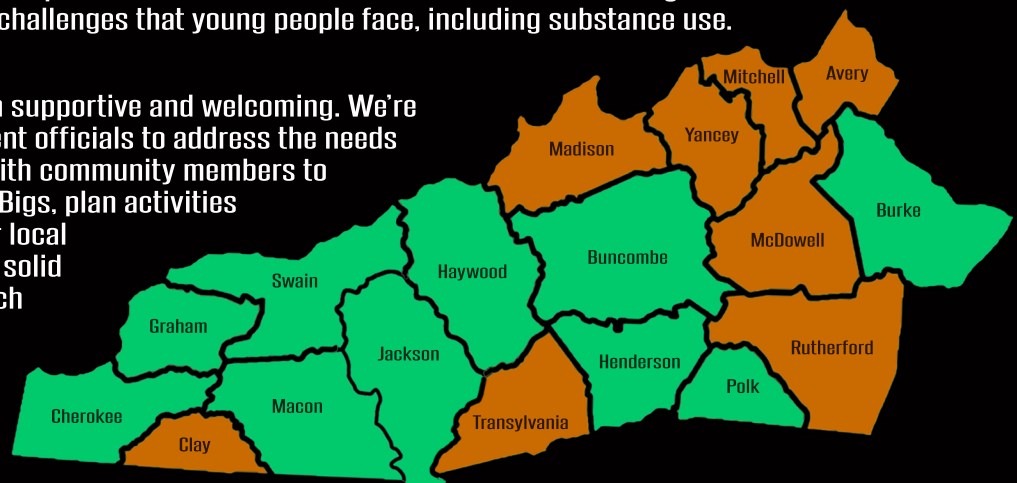 challenges that young people face, including substance use.
supportive and welcoming. We're
ent officials to address the needs
ith community members to
Bigs, plan activities
local
solid
ch
Mitchell
Avery
Yancey
Madison
Burke
McDowell
Buncombe
Haywood
Swain
Graham
Rutherford
Jackson
Henderson
Polk
Macon
Cherokee
Transylvania
Clay